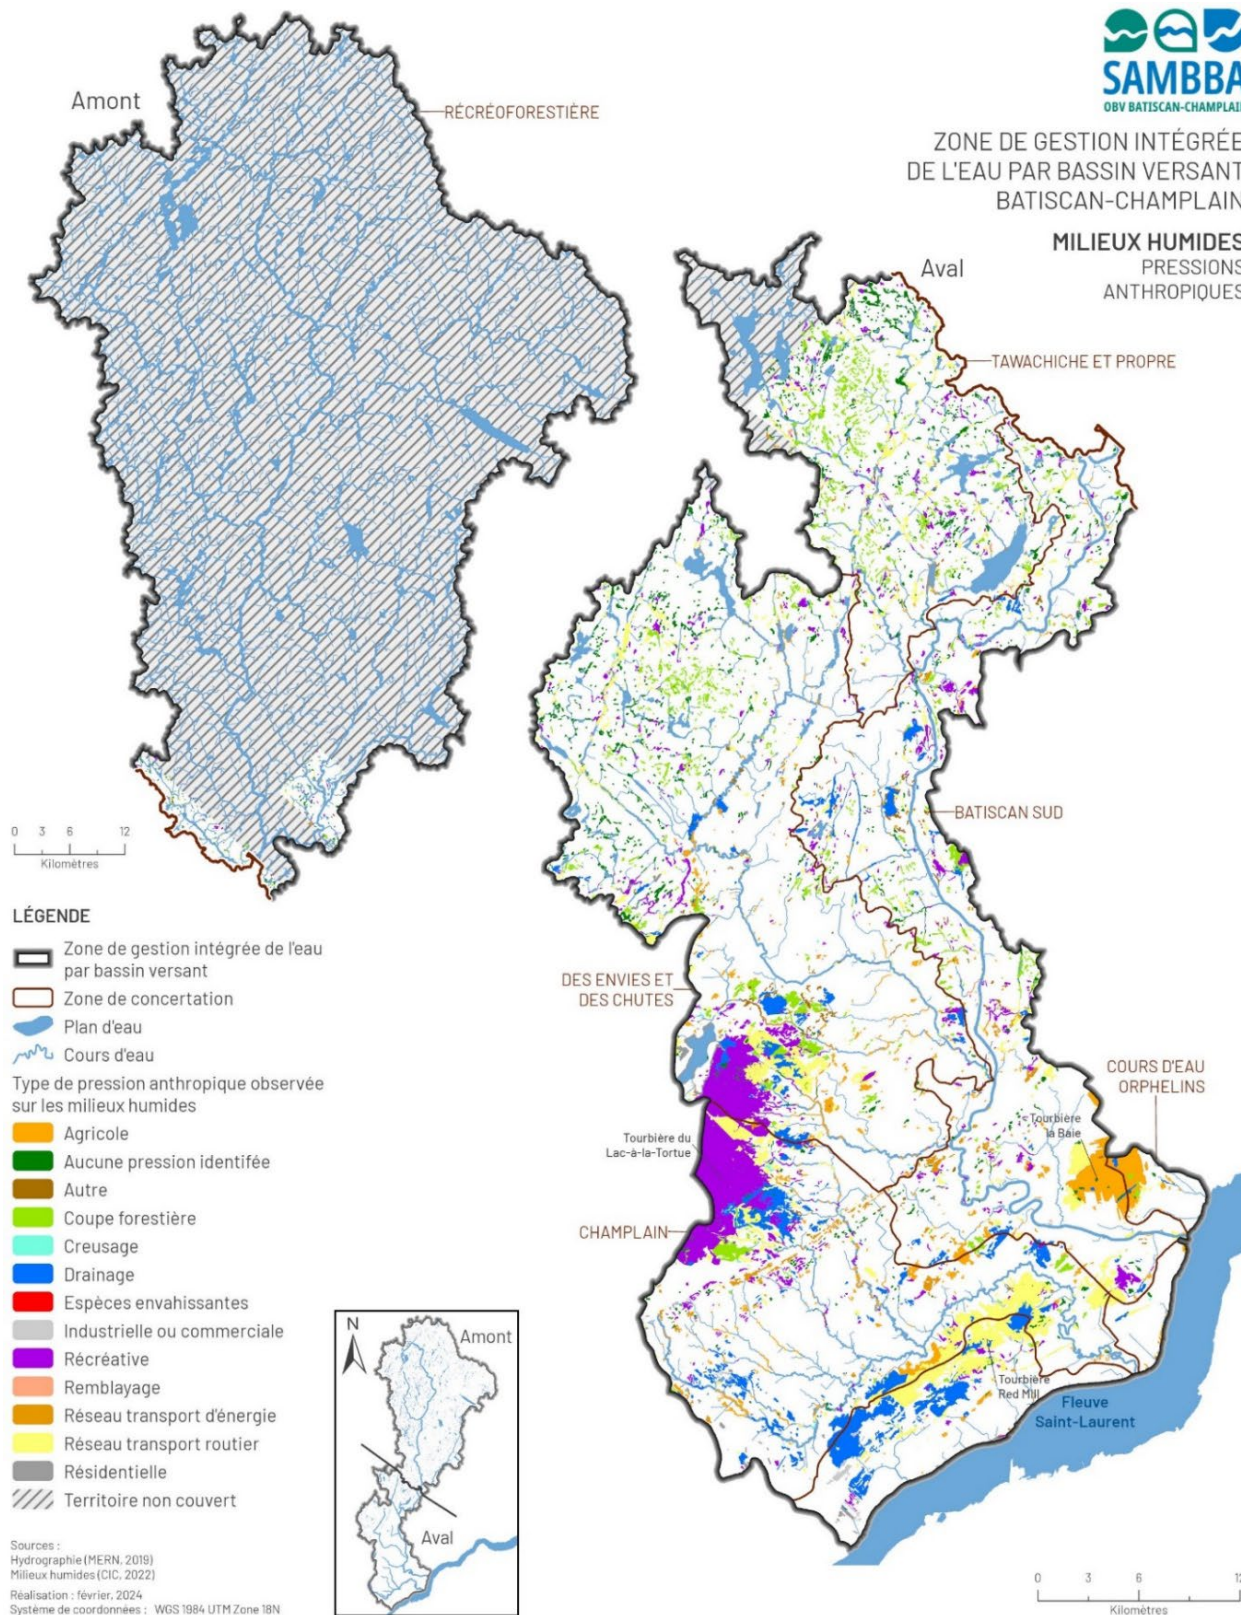 Amont
RÉCRÉOFORESTIÈRE
SAMBBA
OBV BATISCAN-CHAMPLAIN
ZONE DE GESTION INTÉGRÉE
DE L'EAU PAR BASSIN VERSANT
BATISCAN-CHAMPLAIN
MILIEUX HUMIDES
PRESSIONS
ANTHROPIQUES
Aval
TAWACHICHE ET PROPRE
BATISCAN SUD
DES ENVIES ET
DES CHUTES
COURS D'EAU
ORPHELINS
Tourbière
la Baie
Tourbière du
Lac-à-la-Tortue
CHAMPLAIN
Tourbière
Red Mill
Fleuve
Saint-Laurent
0 3 6 12
Kilomètres
LÉGENDE
Zone de gestion intégrée de l'eau
par bassin versant
Zone de concertation
Plan d'eau
Cours d'eau
Type de pression anthropique observée
sur les milieux humides
Agricole
Aucune pression identifée
Autre
Coupe forestière
Creusage
Drainage
Espèces envahissantes
Industrielle ou commerciale
Récréative
Remblayage
Réseau transport d'énergie
Réseau transport routier
Résidentielle
Territoire non couvert
N
Amont
Aval
Sources :
Hydrographie (MERN, 2019)
Milieux humides (CIC, 2022)
Réalisation : février, 2024
Système de coordonnées : WGS 1984 UTM Zone 18N
0 3 6 12
Kilomètres